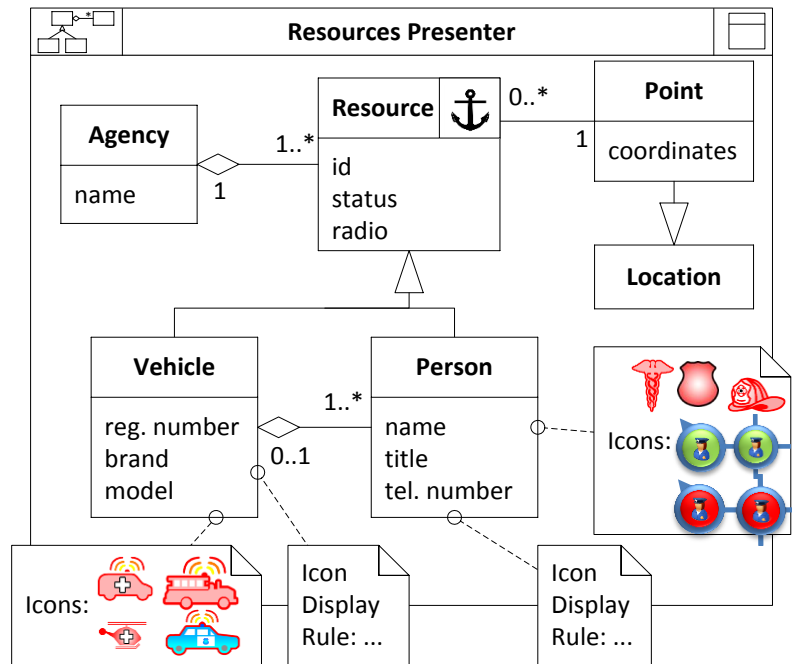 *
Resources Presenter
Agency
name
1
1..*
Resource
id
status
radio
0..*
1
Point
coordinates
Location
Vehicle
reg. number
brand
model
1..*
0..1
Person
name
title
tel. number
Icons:
Icons:
Icon
Display
Rule: ...
Icon
Display
Rule: ...